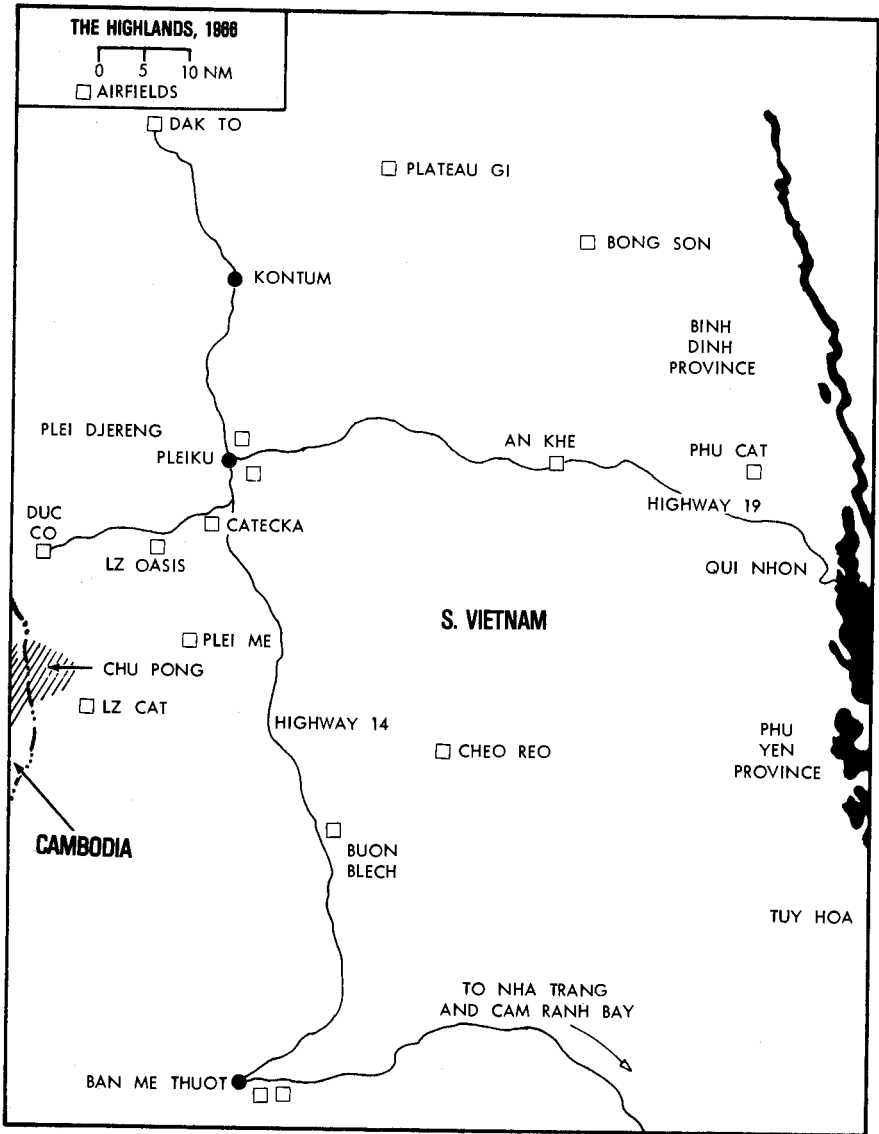 THE HIGHLANDS, 1966
0 5 10 NM
AIRFIELDS
DAK TO
PLATEAU GI
BONG SON
KONTUM
BINH
DINH
PROVINCE
PLEI DJERENG
PLEIKU
AN KHE
PHU CAT
HIGHWAY 19
DUC
CO
CATECKA
LZ OASIS
QUI NHON
S. VIETNAM
PLEI ME
CHU PONG
LZ CAT
HIGHWAY 14
CHEO REO
PHU
YEN
PROVINCE
CAMBODIA
BUON
BLECH
TUY HOA
TO NHA TRANG
AND CAM RANH BAY
BAN ME THUOT